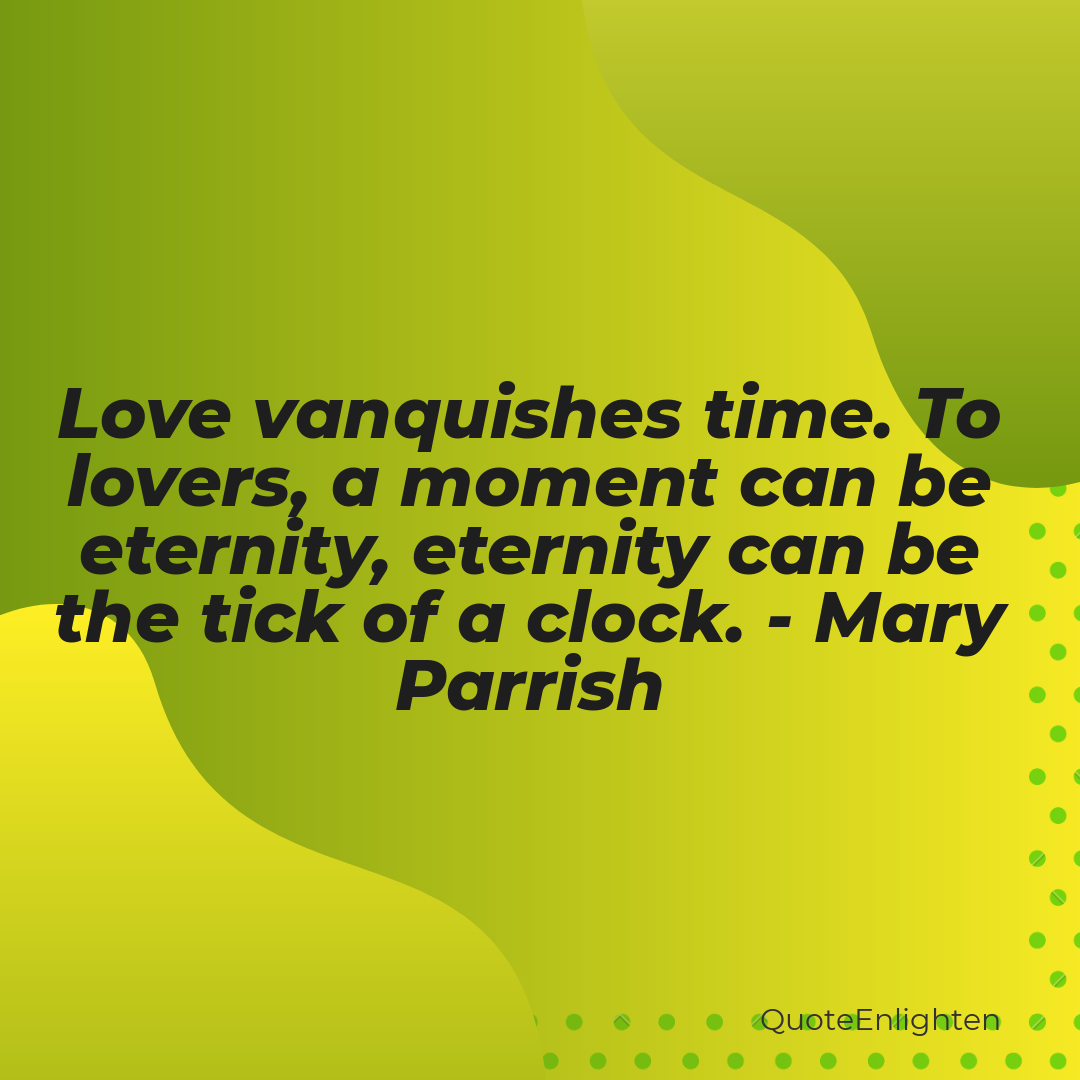 Love vanquishes time. To
lovers, a moment can be
eternity, eternity can be
the tick of a clock. - Mary
Parrish
QuoteEnlighten